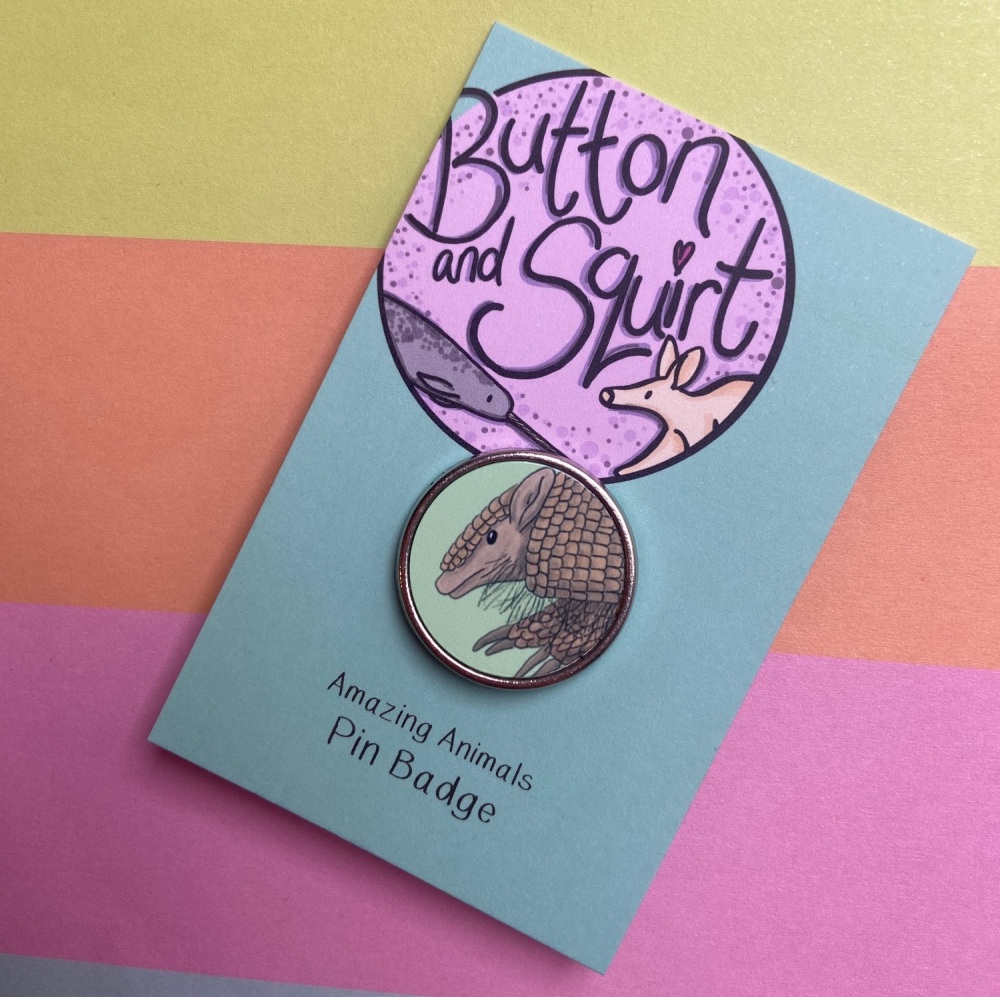 Button
and Squirt
Amazing Animals
Pin Badge